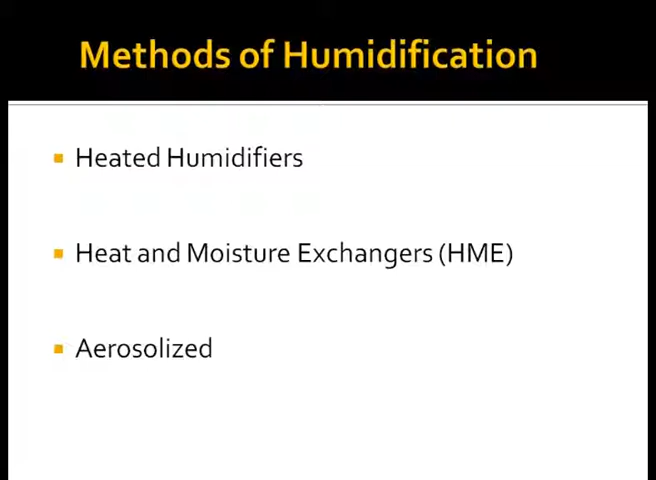 Methods of Humidification
Heated Humidifiers
Heat and Moisture Exchangers (HME)
Aerosolized